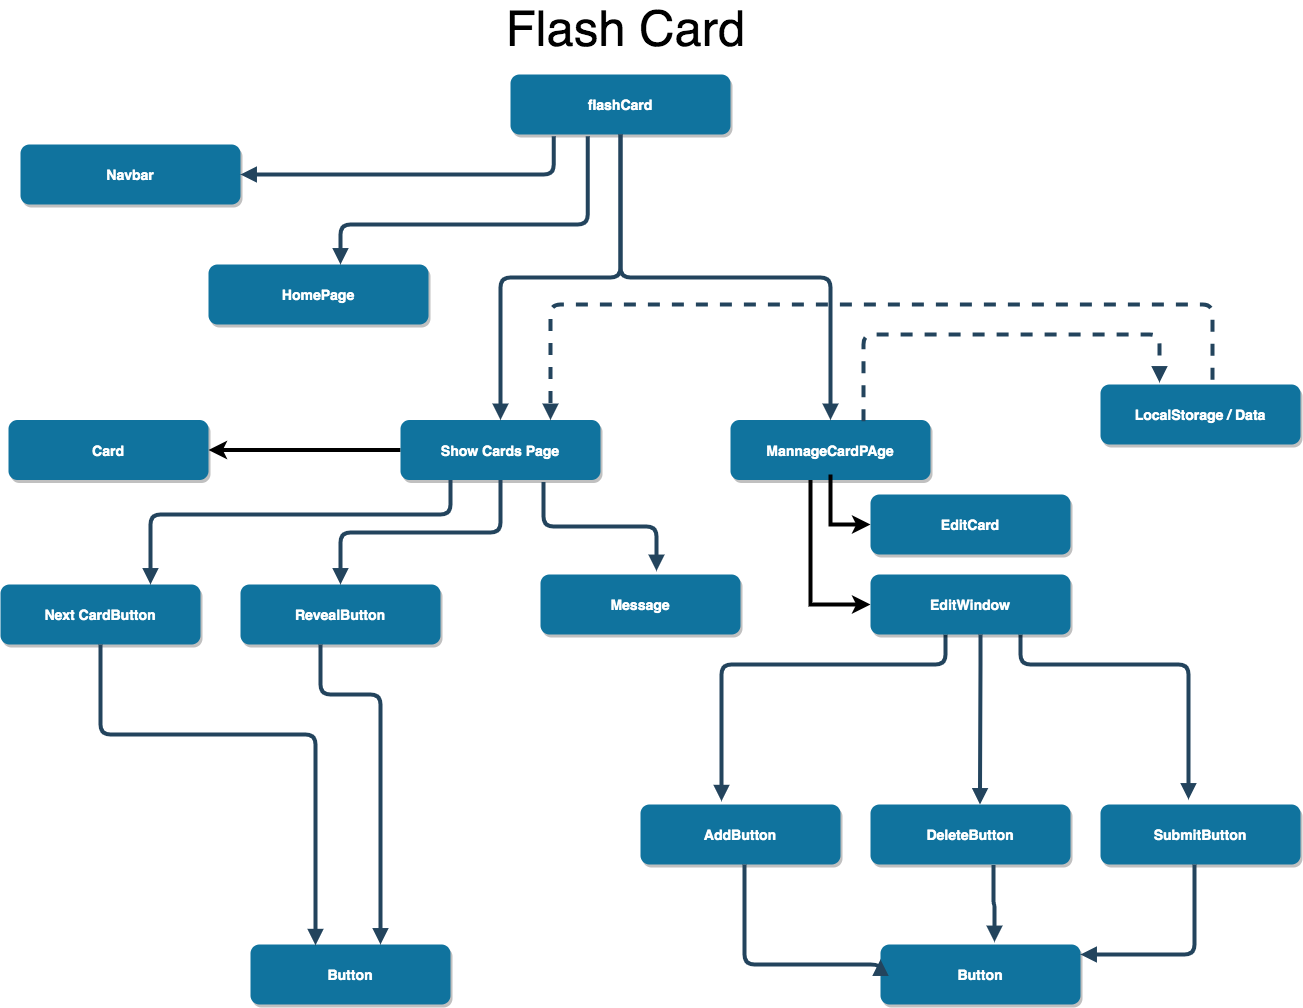 Flash Card
flashCard
Navbar
HomePage
LocalStorage / Data
Card
Show Cards Page
MannageCardPAge
EditCard
Next CardButton
RevealButton
Message
EditWindow
AddButton
DeleteButton
SubmitButton
Button
Button